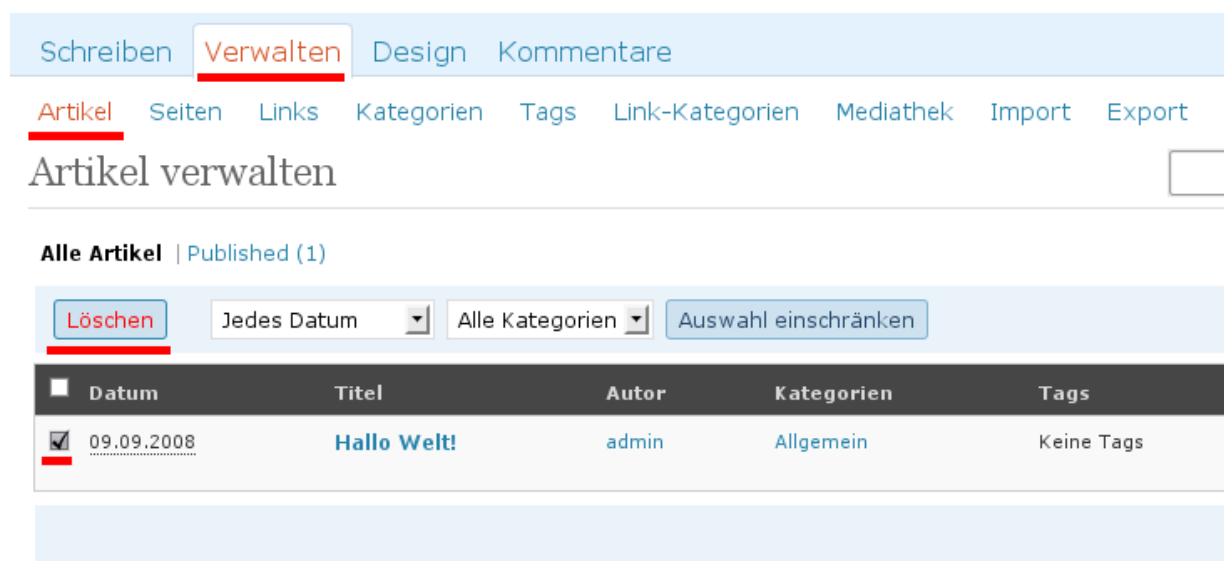 Schreiben Verwalten Design Kommentare
Artikel Seiten Links Kategorien Tags Link-Kategorien Mediathek Import Export
Artikel verwalten
Alle Artikel | Published (1)
Löschen Jedes Datum Alle Kategorien Auswahl einschränken
Datum Titel Autor Kategorien Tags
09.09.2008 Hallo Welt! admin Allgemein Keine Tags